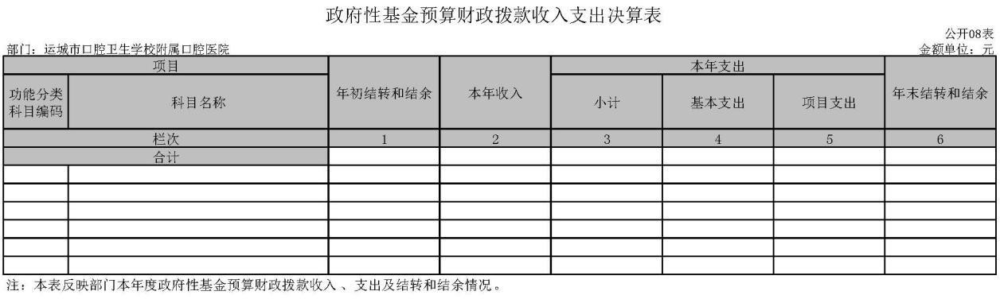 政府性基金预算财政拨款收入支出决算表
公开08表
部门：运城市口腔卫生学校附属口腔医院 金额单位：元
项目 年初结转和结余 本年收入 本年支出 年末结转和结余
功能分类
科目编码 科目名称 小计 基本支出 项目支出
栏次 1 2 3 4 5 6
合计
注：本表反映部门本年度政府性基金预算财政拨款收入、支出及结转和结余情况。